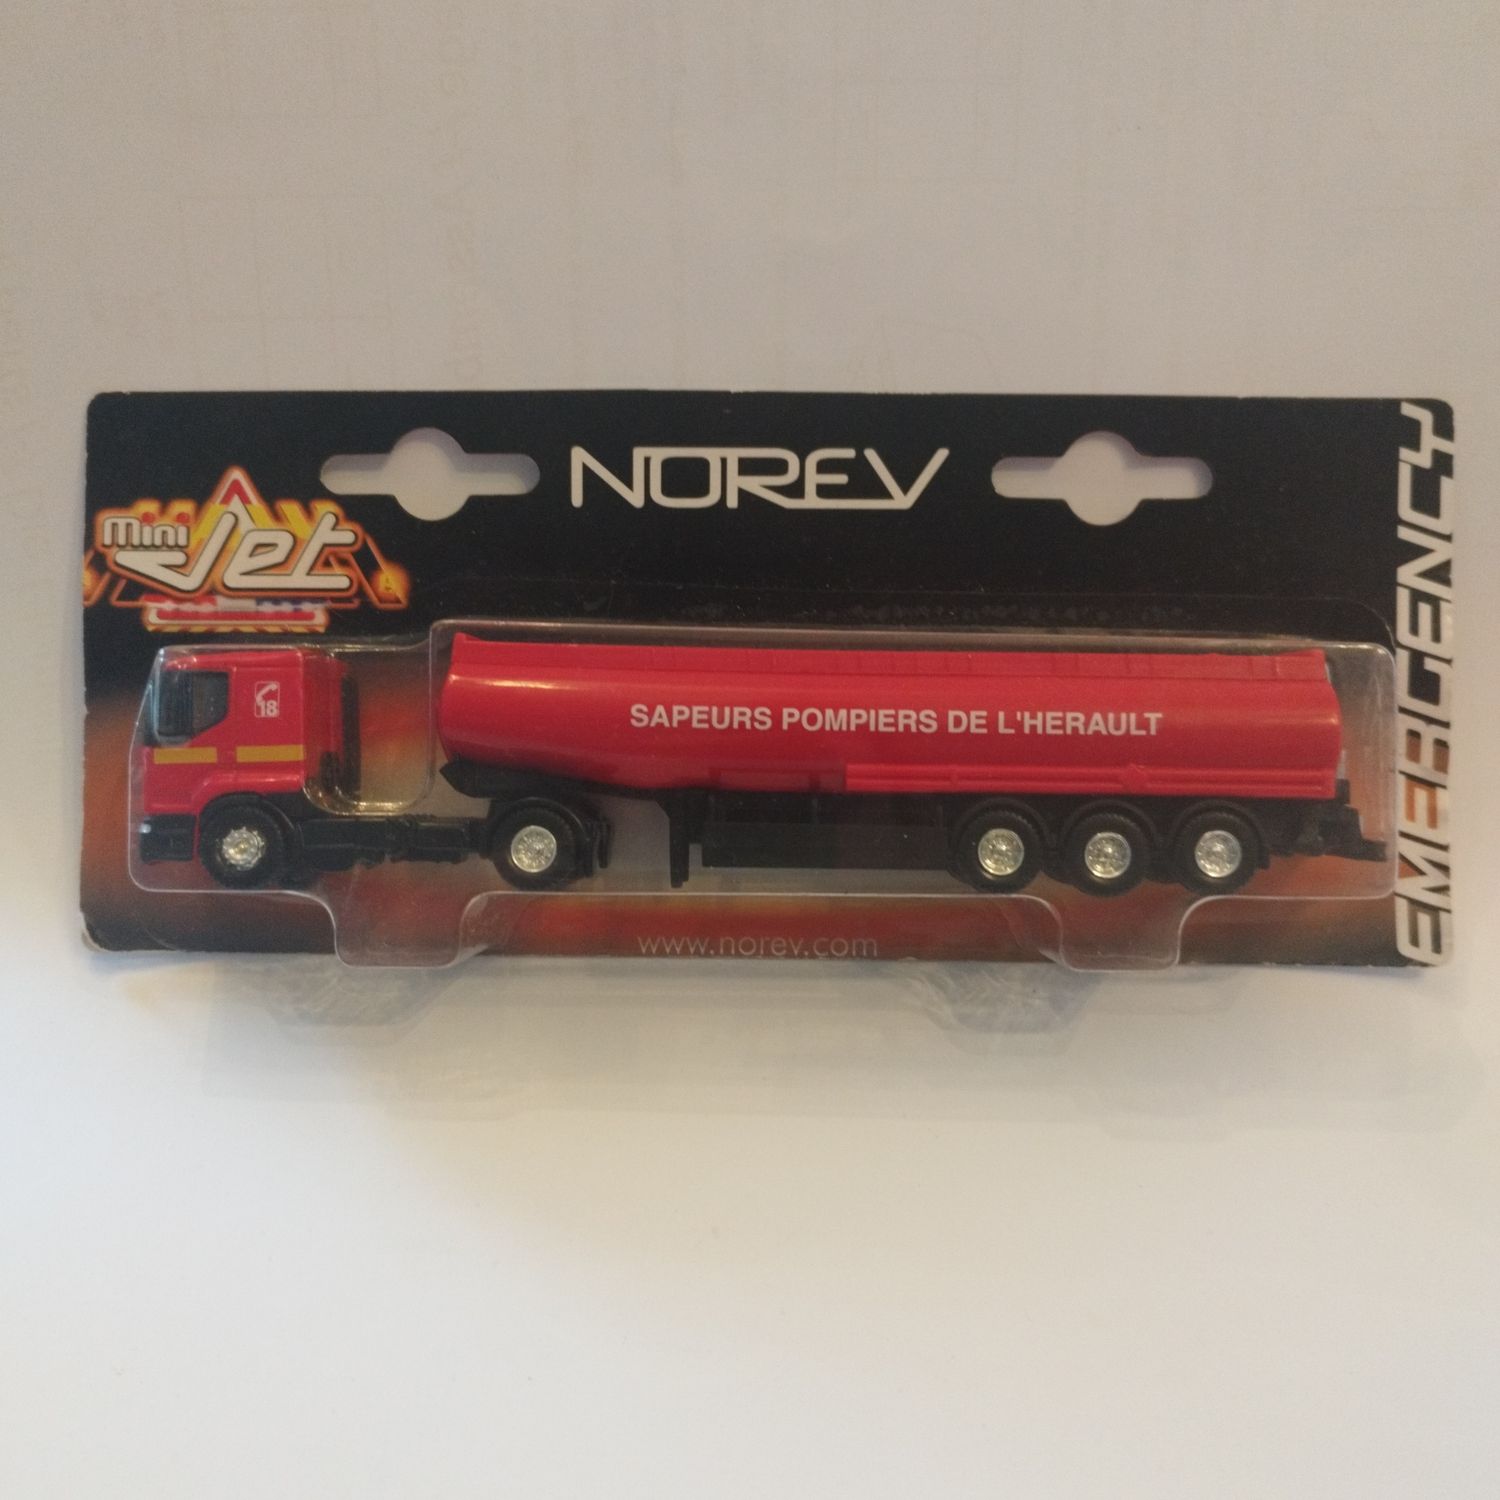 NOREV
Mini
Jet
EMERGENCY
18
SAPEURS POMPIERS DE L'HERAULT
www.norev.com